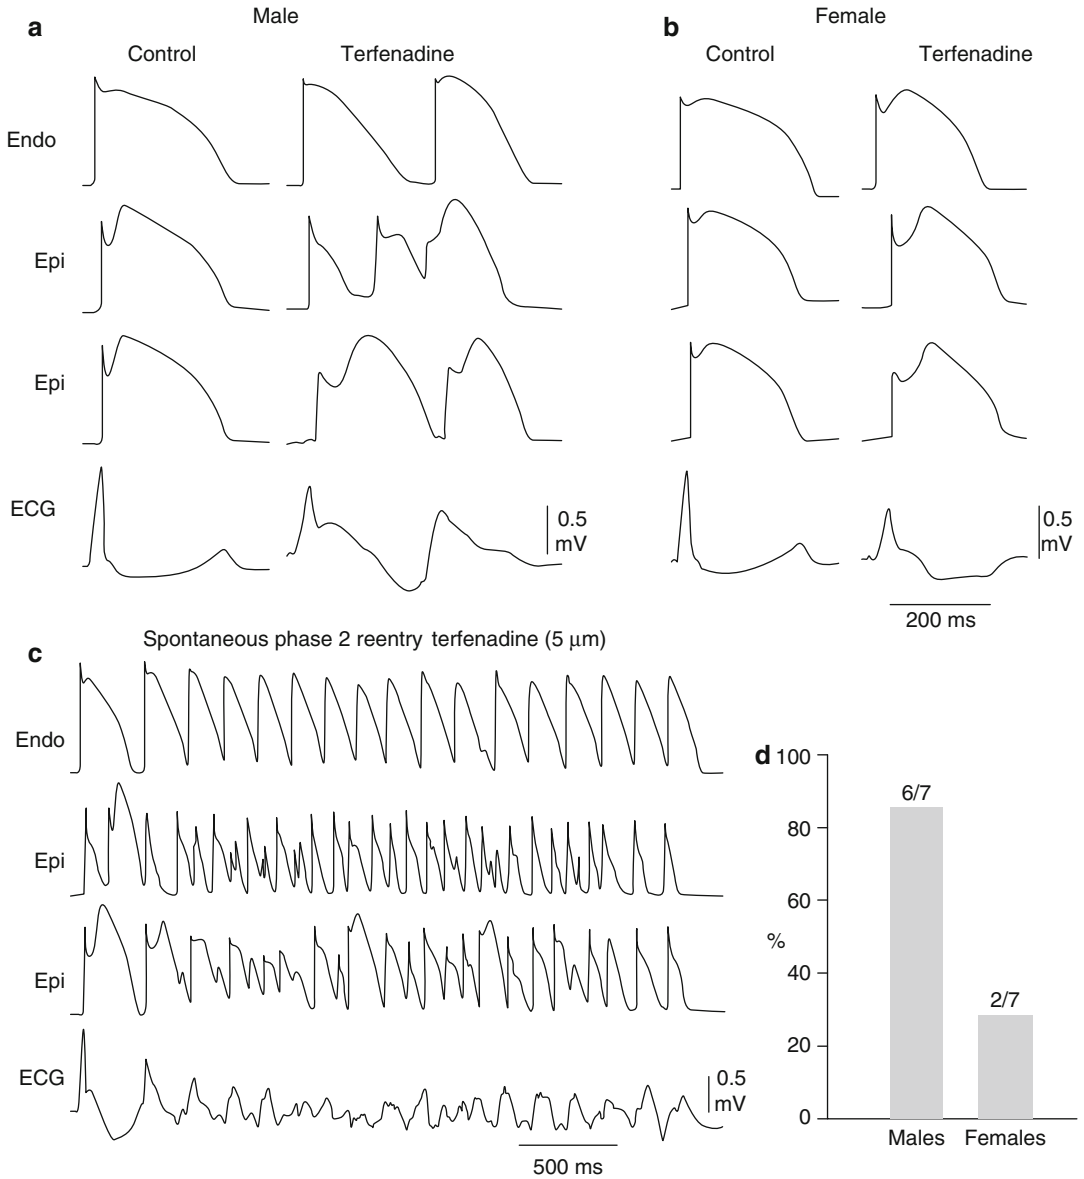 a
Male
Control
Terfenadine
Endo
Epi
Epi
ECG
0.5
mV
b
Female
Control
Terfenadine
0.5
mV
200 ms
c
Spontaneous phase 2 reentry terfenadine (5 μm)
Endo
Epi
Epi
ECG
0.5
mV
500 ms
d
100
80
60
%
40
20
0
6/7
2/7
Males
Females